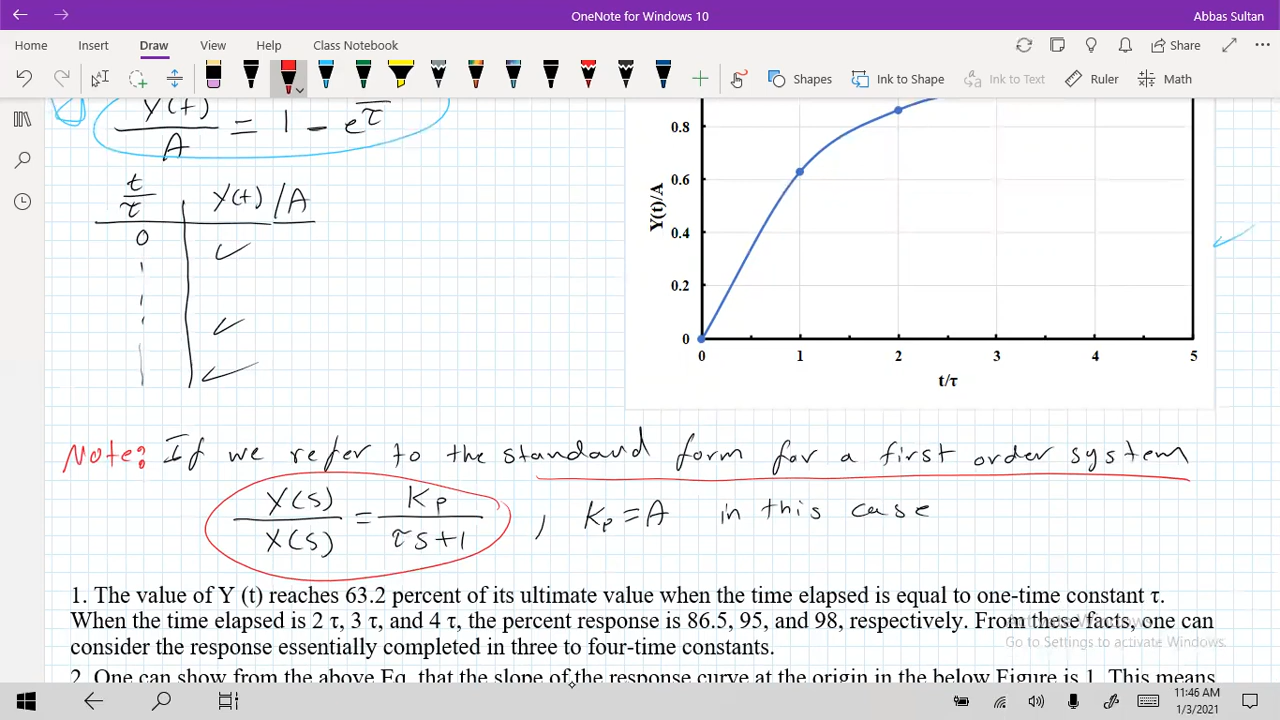 OneNote for Windows 10
Abbas Sultan
Home Insert Draw View Help Class Notebook Share
Shapes Ink to Shape Ink to Text Ruler Math
Y(t)/A = 1 - e τ
t/τ Y(t)/A
0
0.8
0.6
0.4
0.2
0
Y(t)/A
0 1 2 3 4 5
t/τ
Note: If we refer to the standard form for a first order system
Y(s)/X(s) = Kp/τs+1 , Kp = A in this case
1. The value of Y (t) reaches 63.2 percent of its ultimate value when the time elapsed is equal to one-time constant τ.
When the time elapsed is 2 τ, 3 τ, and 4 τ, the percent response is 86.5, 95, and 98, respectively. From these facts, one can
consider the response essentially completed in three to four-time constants.
Activate Windows
Go to Settings to activate Windows.
2. One can show from the above Eq. that the slope of the response curve at the origin in the below Figure is 1. This means
11:46 AM
1/3/2021